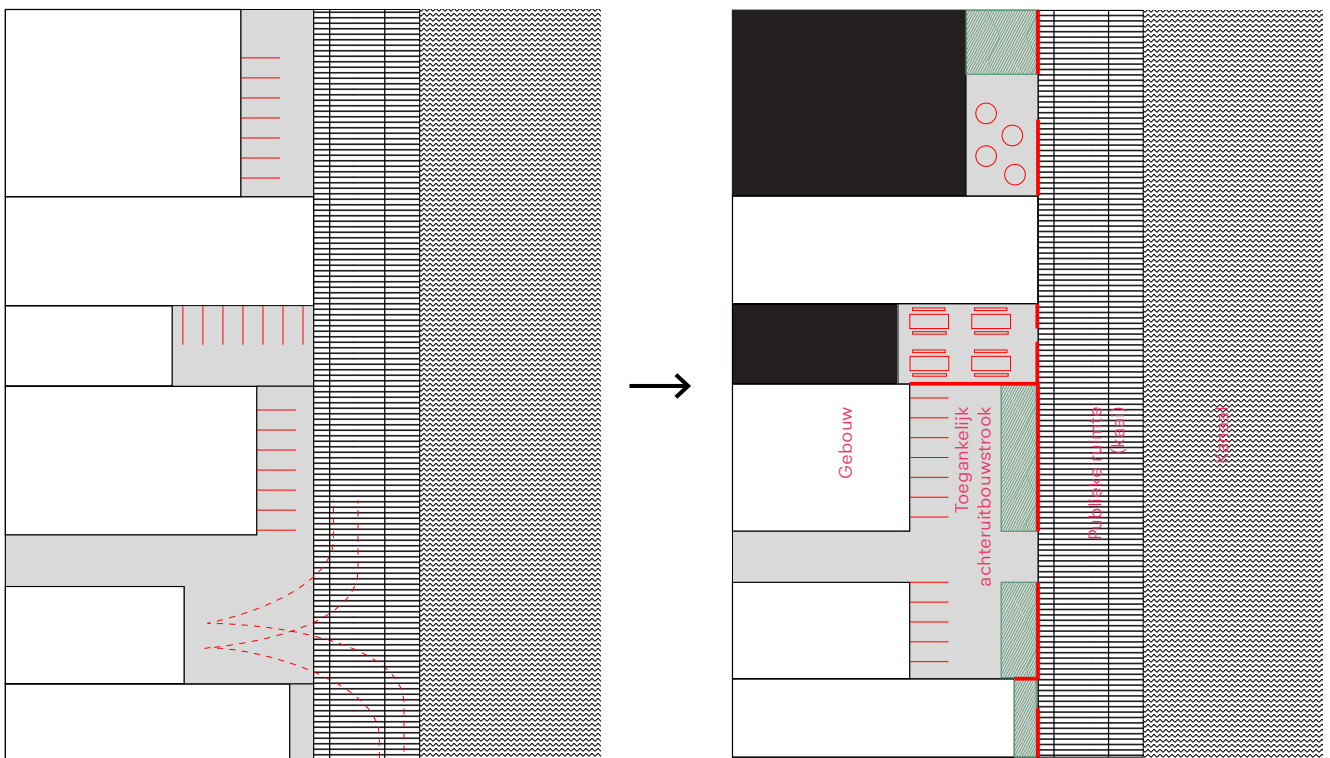 Gebouw
Toegankelijk
achteruitbouwstrook
Publieke ruimte
(kaai)
Kanaal